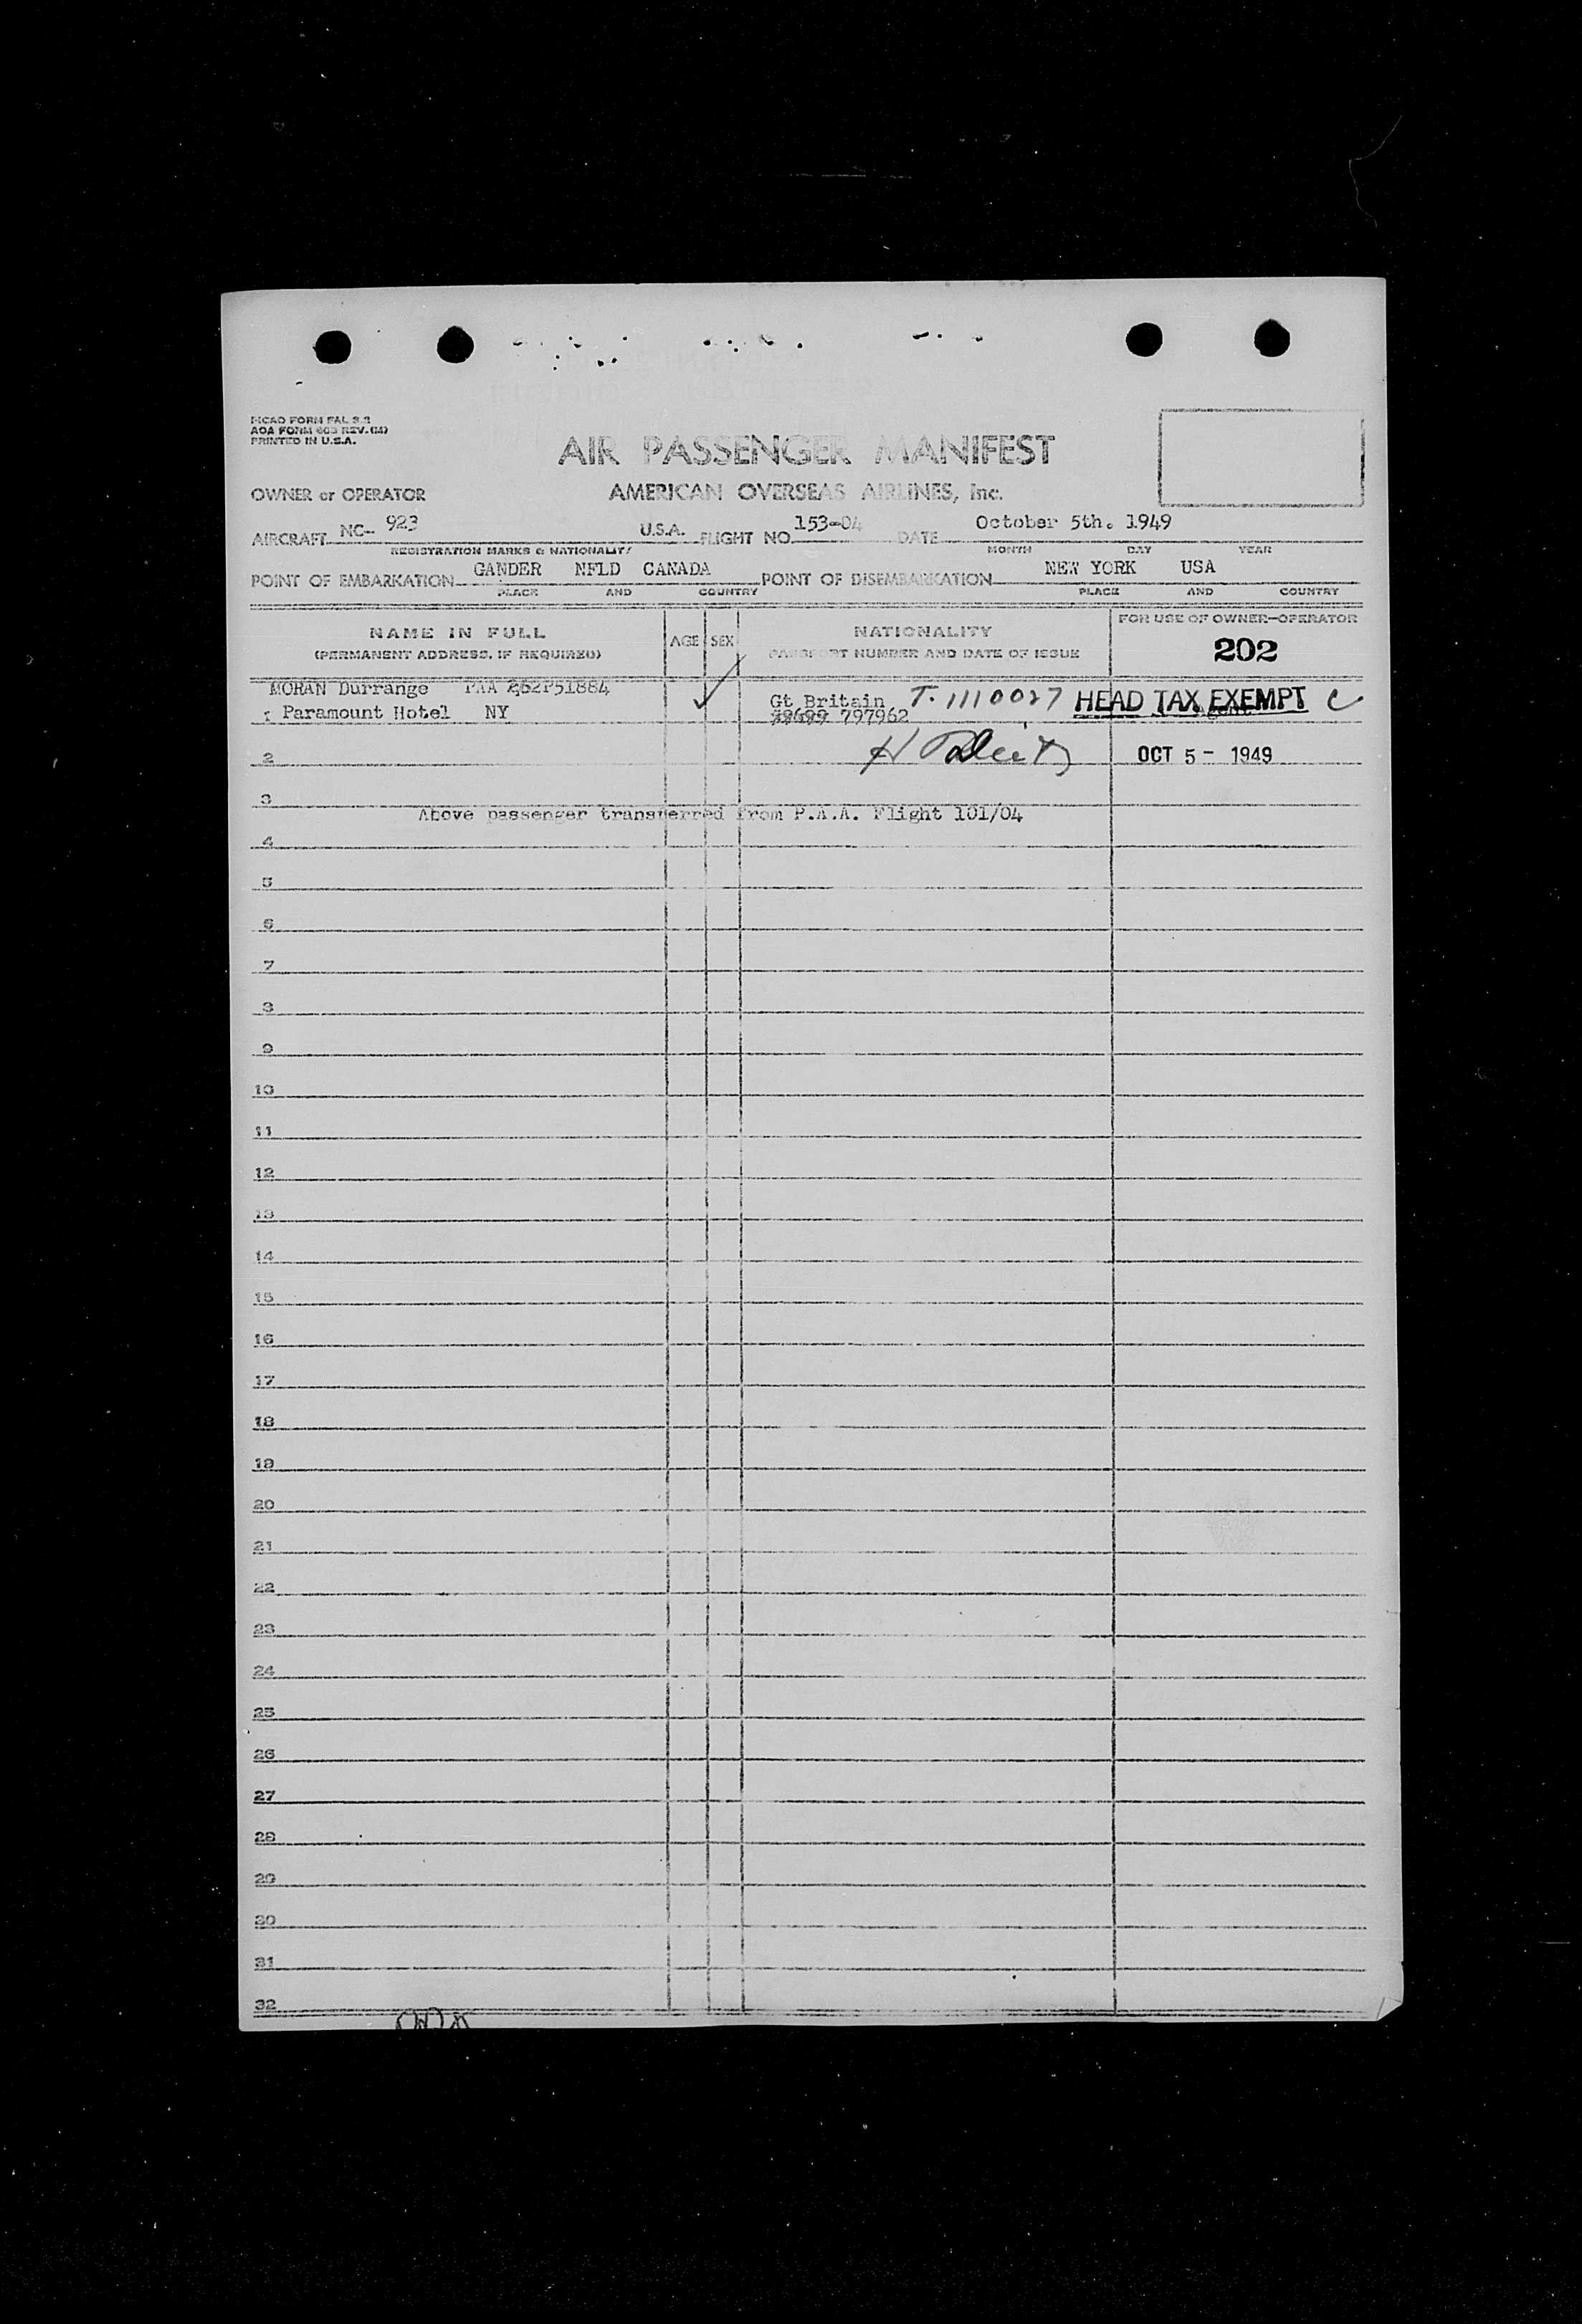 AOA FORM 603 REV. (M)
PRINTED IN U.S.A.
AIR PASSENGER MANIFEST
OWNER or OPERATOR AMERICAN OVERSEAS AIRLINES, Inc.
AIRCRAFT NC- 923 U.S.A. FLIGHT NO. 153-04 DATE October 5th. 1949
REGISTRATION MARKS & NATIONALITY MONTH DAY YEAR
POINT OF EMBARKATION GANDER NFLD CANADA POINT OF DISEMBARKATION NEW YORK USA
PLACE AND COUNTRY PLACE AND COUNTRY
NAME IN FULL AGE SEX NATIONALITY FOR USE OF OWNER-OPERATOR
(PERMANENT ADDRESS, IF REQUIRED) PASSPORT NUMBER AND DATE OF ISSUE 202
MORAN Durrange PAA 262P51884
Gt Britain T-1110027 HEAD TAX EXEMPT C
1 Paramount Hotel NY 797962 Agent
2 OCT 5 - 1949
3
Above passenger transferred from P.A.A. Flight 101/04
4
5
6
7
8
9
10
11
12
13
14
15
16
17
18
19
20
21
22
23
24
25
26
27
28
29
30
31
32